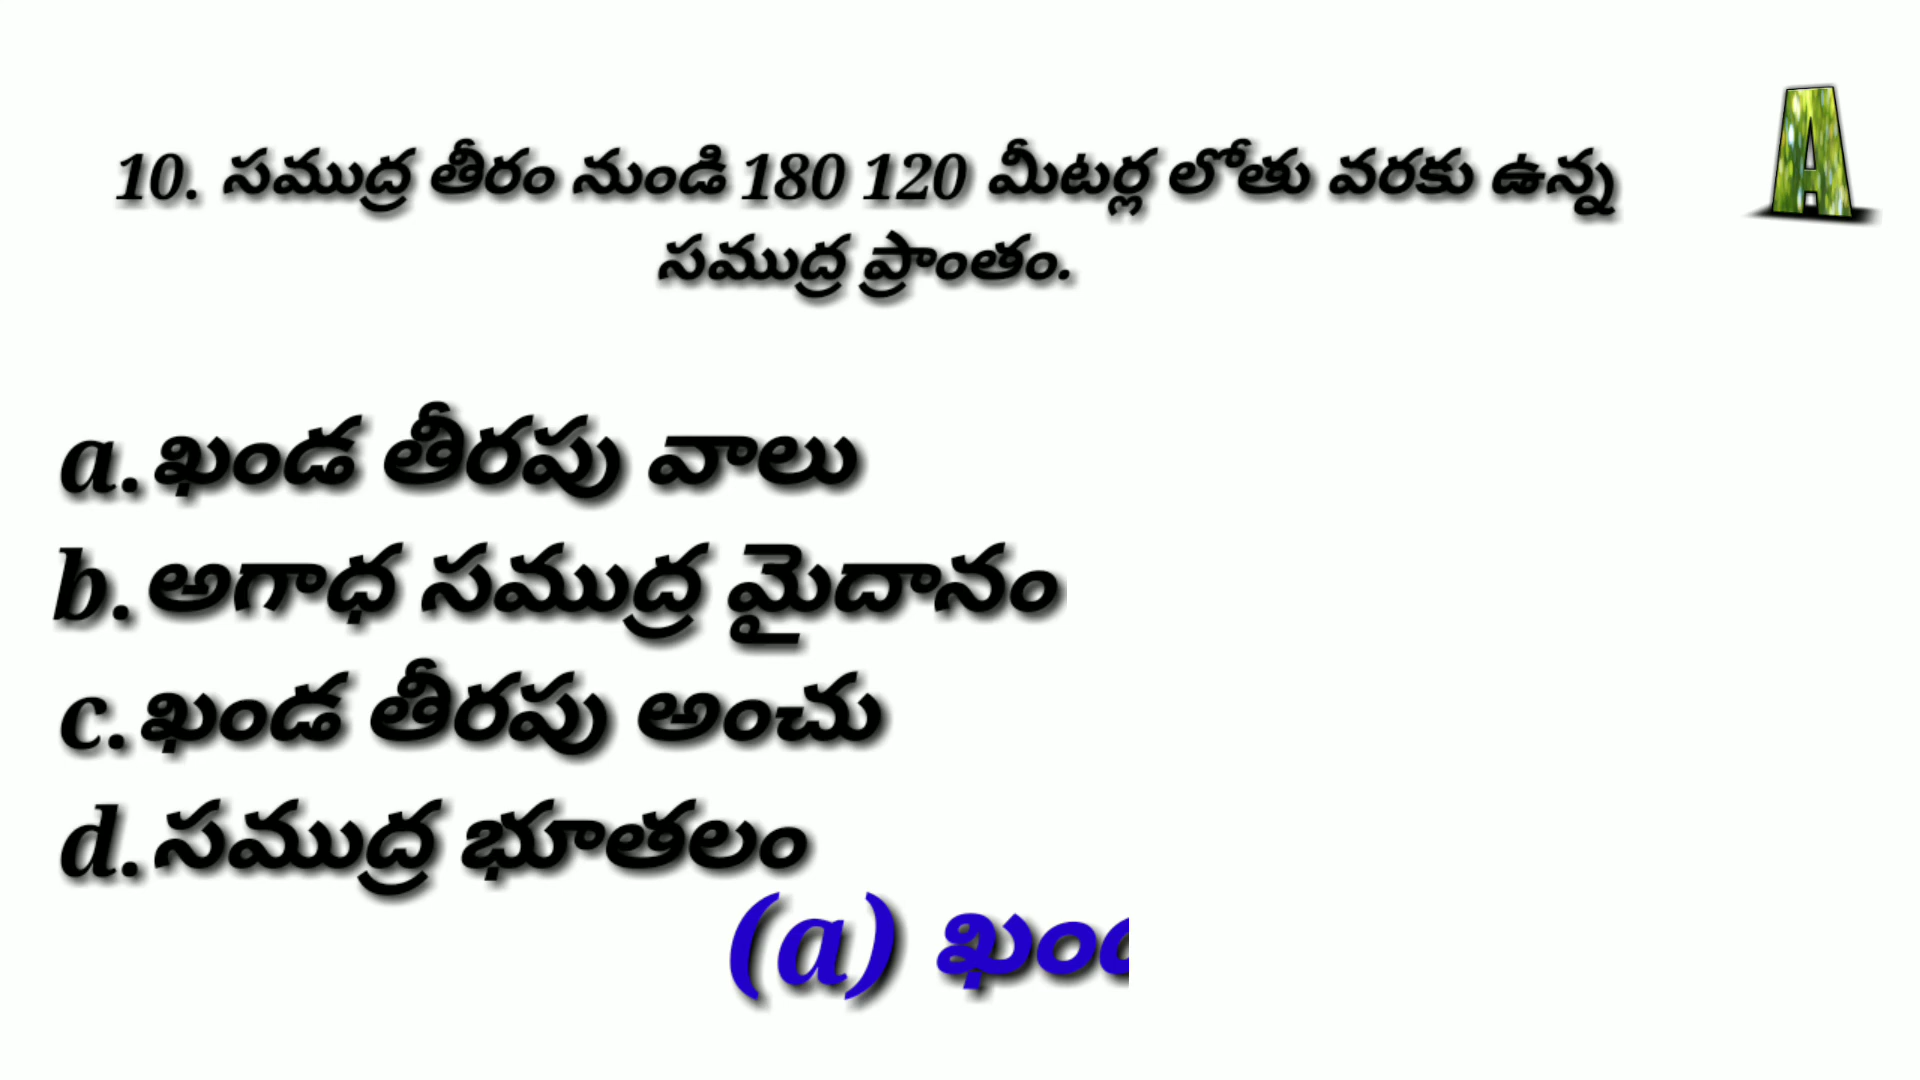 10. సముద్ర తీరం నుండి 180 120 మీటర్ల లోతు వరకు ఉన్న
సముద్ర ప్రాంతం.
A
a.ఖండ తీరపు వాలు
b.అగాధ సముద్ర మైదానం
c.ఖండ తీరపు అంచు
d.సముద్ర భూతలం
(a)